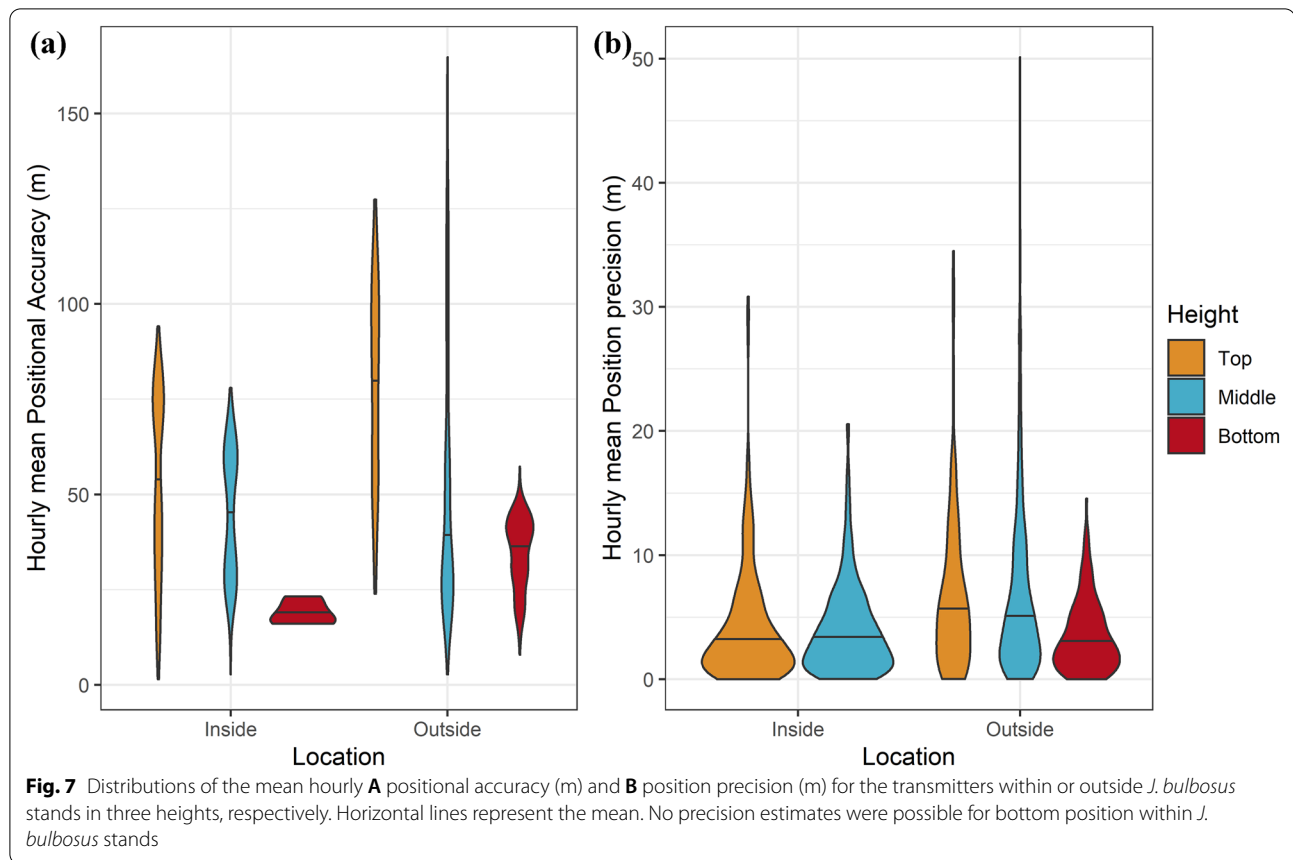 (a)
Hourly mean Positional Accuracy (m)
150
100
50
0
Inside
Outside
Location
(b)
Hourly mean Position precision (m)
50
40
30
20
10
0
Inside
Outside
Location
Height
Top
Middle
Bottom
Fig. 7 Distributions of the mean hourly A positional accuracy (m) and B position precision (m) for the transmitters within or outside J. bulbosus
stands in three heights, respectively. Horizontal lines represent the mean. No precision estimates were possible for bottom position within J.
bulbosus stands